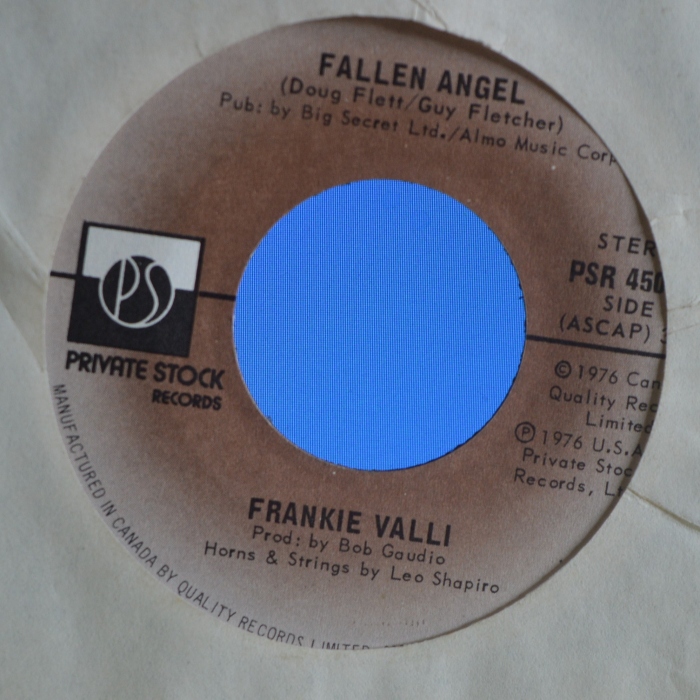 FALLEN ANGEL
(Doug Flett/Guy Fletcher)
Pub: by Big Secret Ltd./Almo Music Corp
STER
PSR 450
SIDE
(ASCAP)
PS
PRIVATE STOCK
RECORDS
© 1976 Can
Quality Rec
Limited
Ⓟ 1976 U.S.A
Private Stoc
Records, L
FRANKIE VALLI
Prod: by Bob Gaudio
Horns & Strings by Leo Shapiro
MANUFACTURED IN CANADA BY QUALITY RECORDS LIMITED